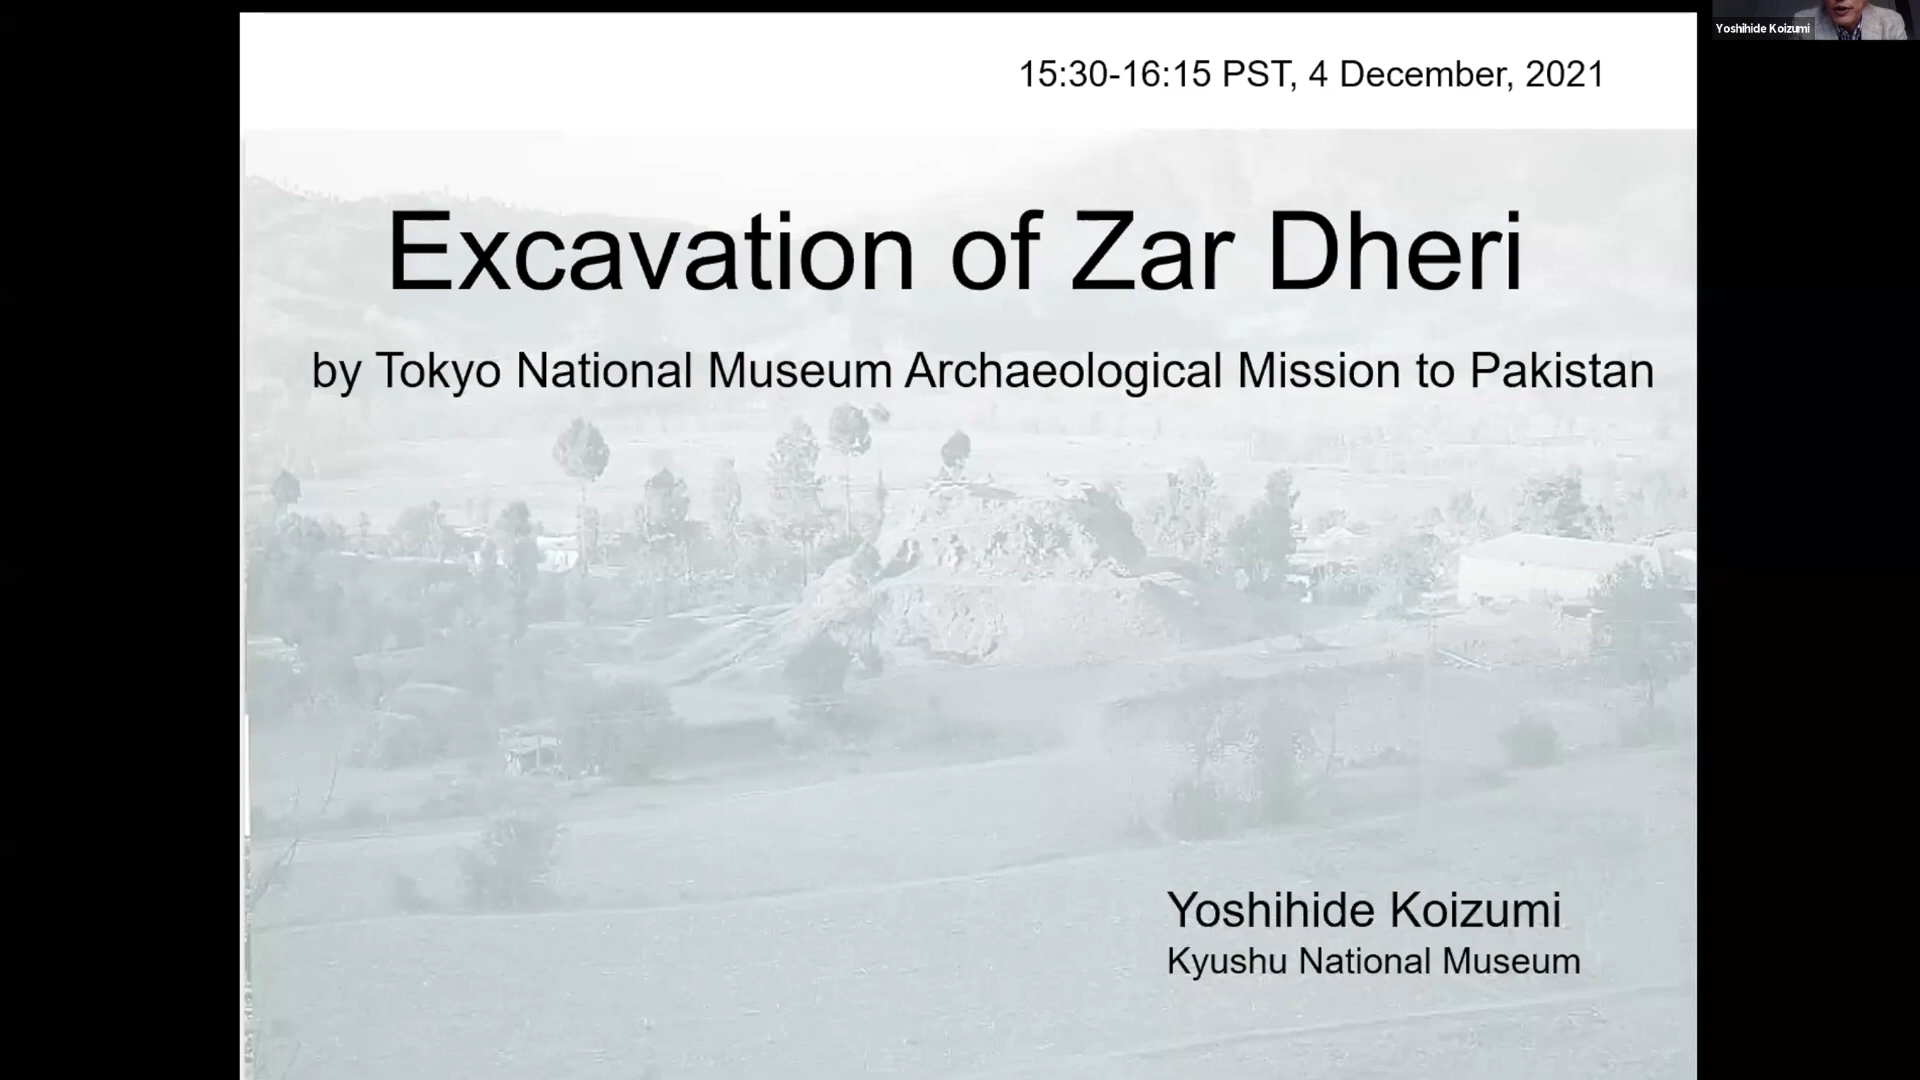 Yoshihide Koizumi
15:30-16:15 PST, 4 December, 2021
Excavation of Zar Dheri
by Tokyo National Museum Archaeological Mission to Pakistan
Yoshihide Koizumi
Kyushu National Museum